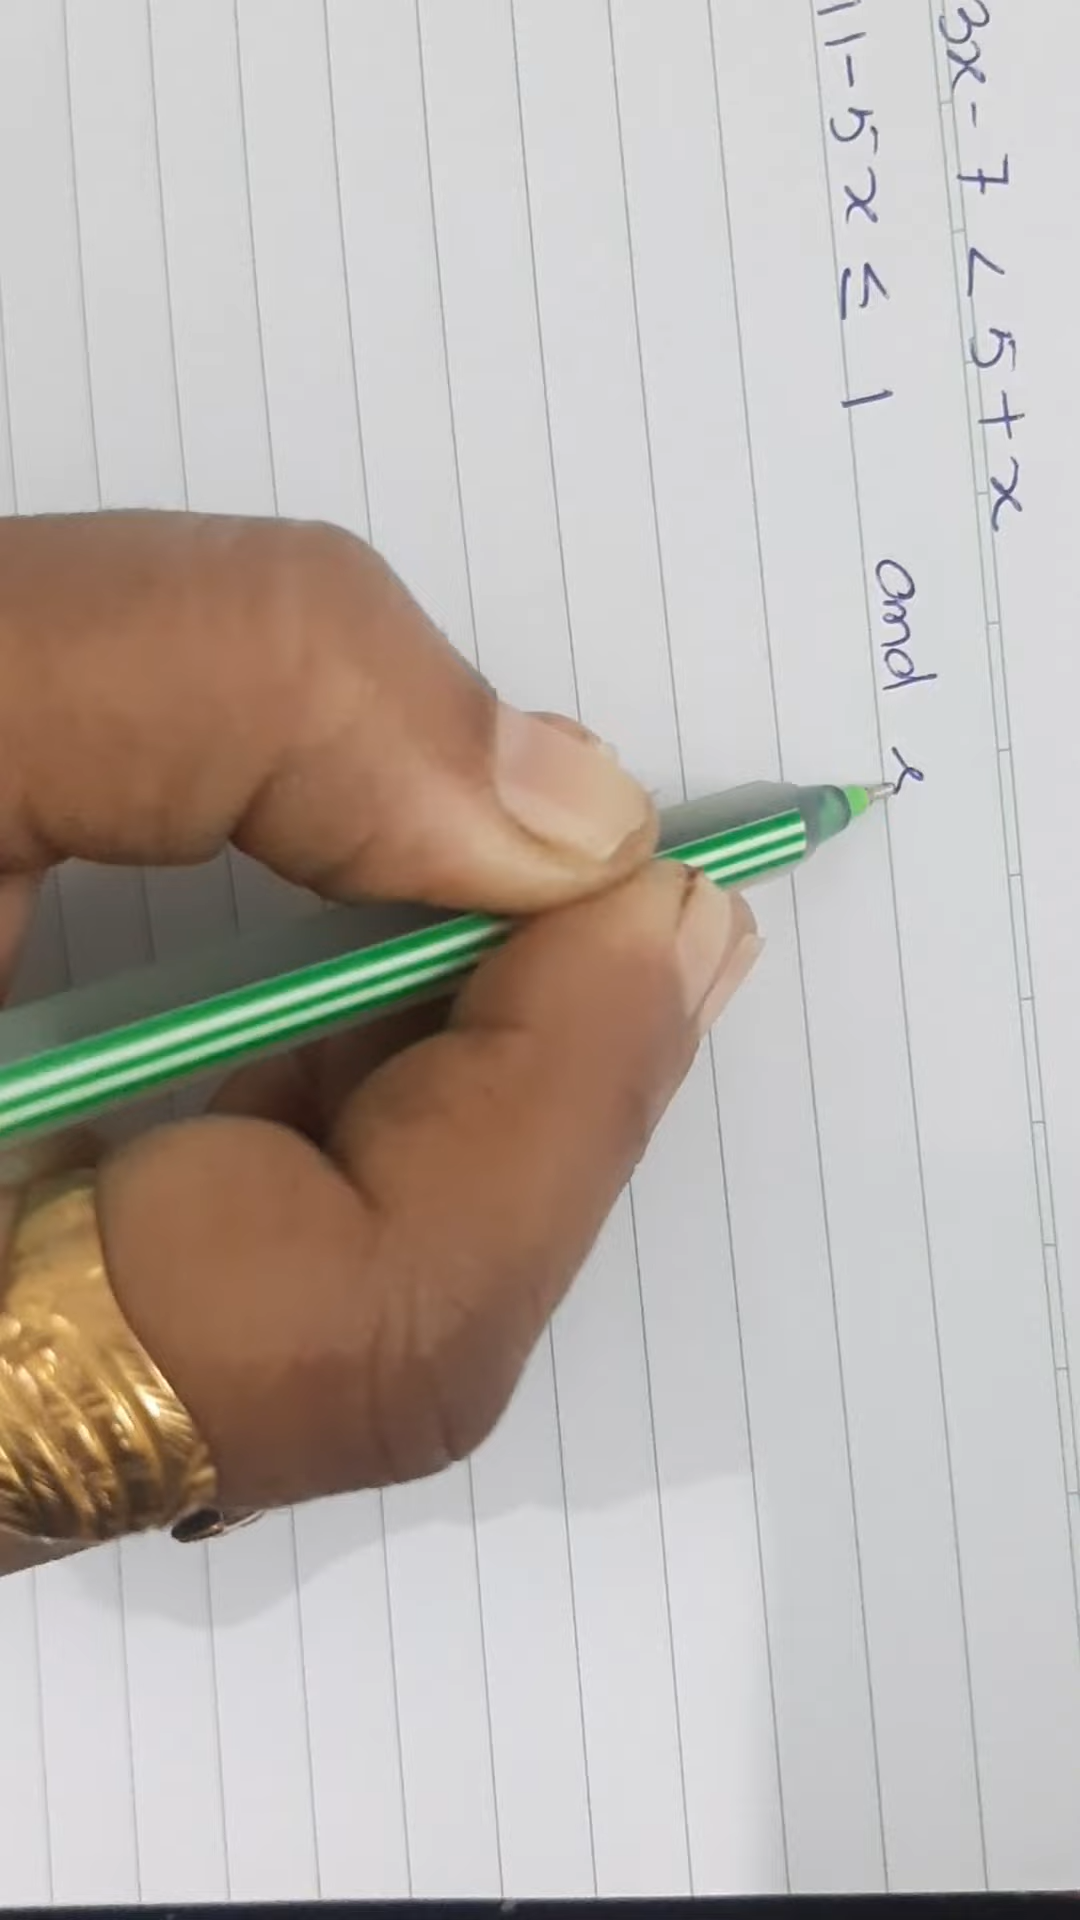 3x - 7 < 5 + x
11 - 5x ≤ 1 and